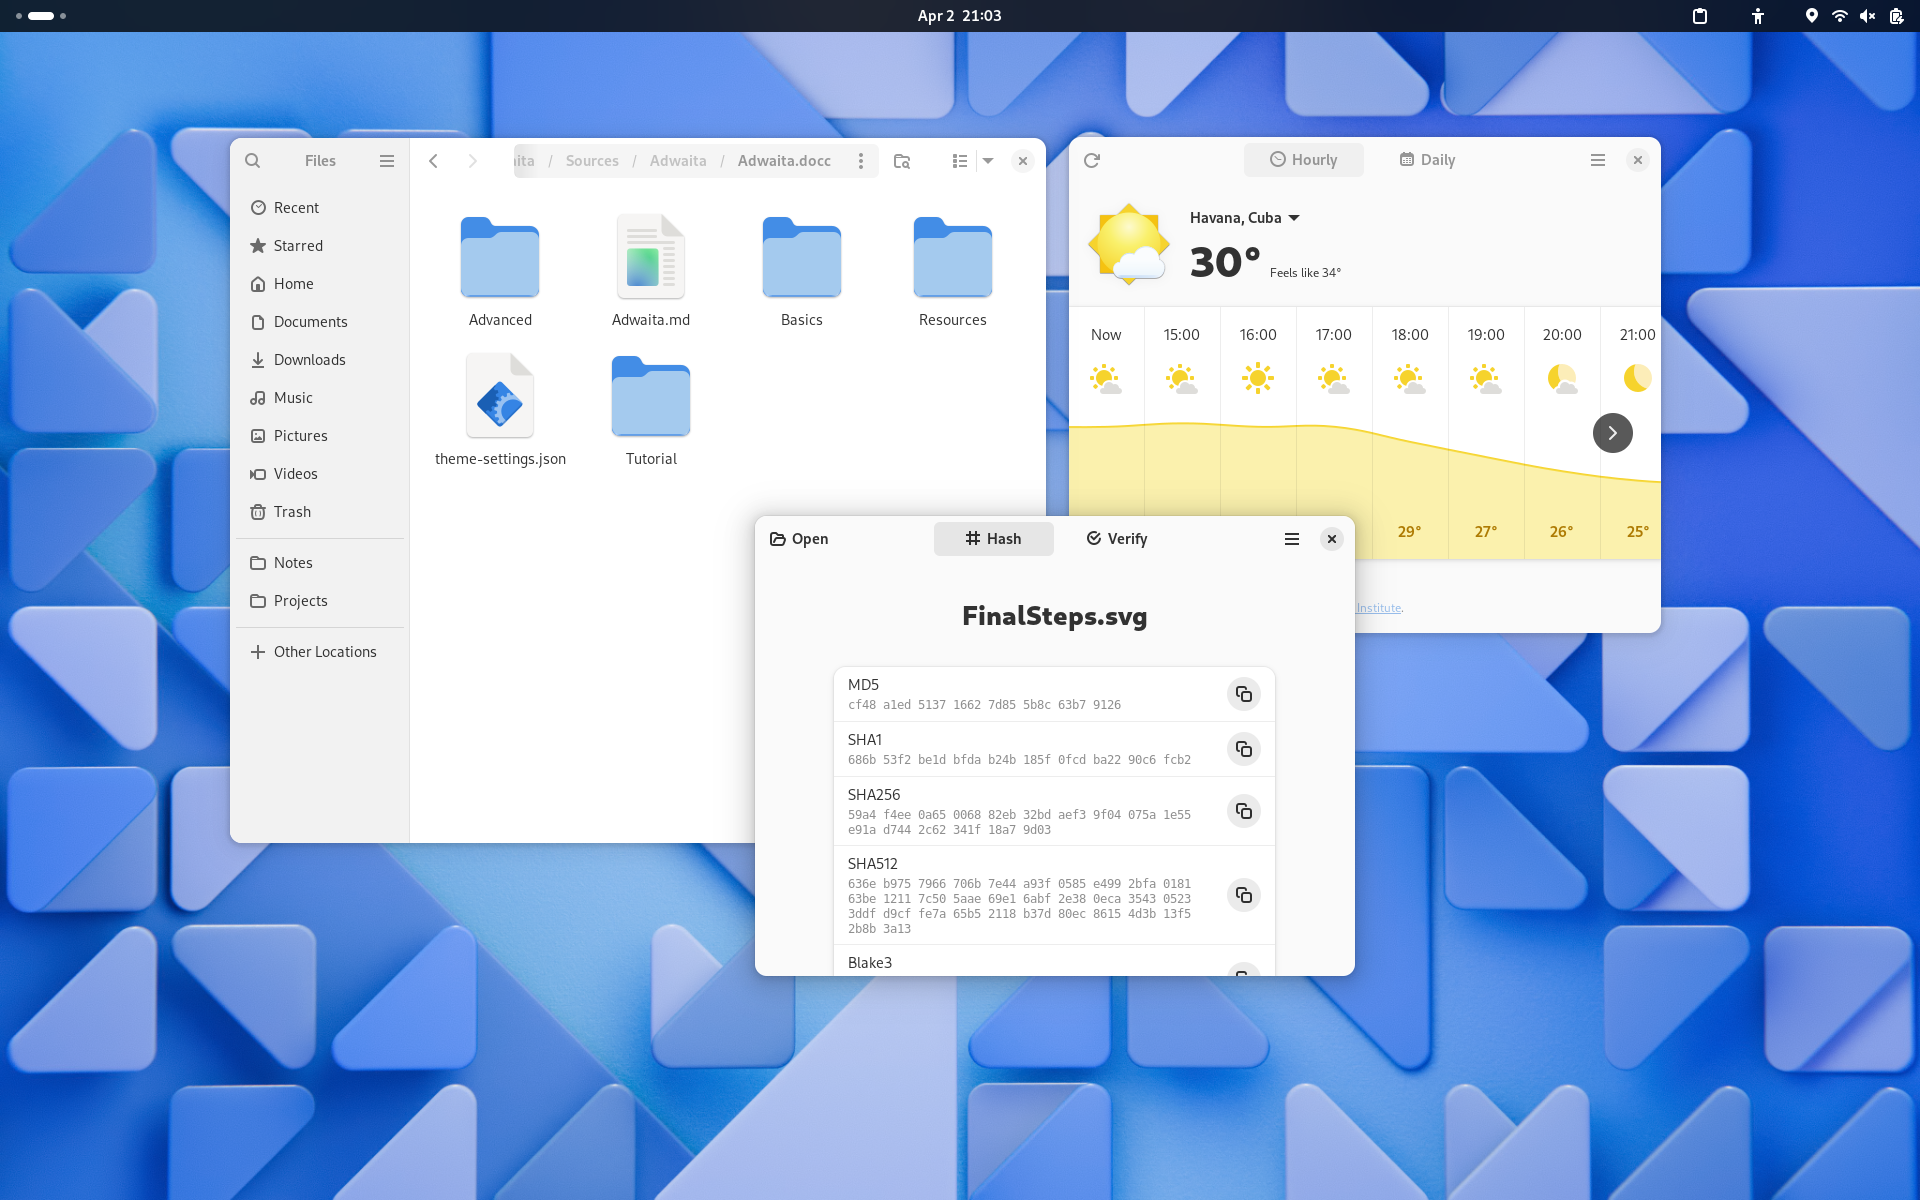 Apr 2  21:03
Files
Recent
Starred
Home
Documents
Downloads
Music
Pictures
Videos
Trash
Notes
Projects
Other Locations
/ Sources / Adwaita / Adwaita.docc
Advanced
Adwaita.md
Basics
Resources
theme-settings.json
Tutorial
Hourly
Daily
Havana, Cuba
30°
Feels like 34°
Now 15:00 16:00 17:00 18:00 19:00 20:00 21:00
29° 27° 26° 25°
Institute.
Open
Hash
Verify
FinalSteps.svg
MD5
cf48 a1ed 5137 1662 7d85 5b8c 63b7 9126
SHA1
686b 53f2 be1d bfda b24b 185f 0fcd ba22 90c6 fcb2
SHA256
59a4 f4ee 0a65 0068 82eb 32bd aef3 9f04 075a 1e55
e91a d744 2c62 341f 18a7 9d03
SHA512
636e b975 7966 706b 7e44 a93f 0585 e499 2bfa 0181
63be 1211 7c50 5aae 69e1 6abf 2e38 0eca 3543 0523
3ddf d9cf fe7a 65b5 2118 b37d 80ec 8615 4d3b 13f5
2b8b 3a13
Blake3